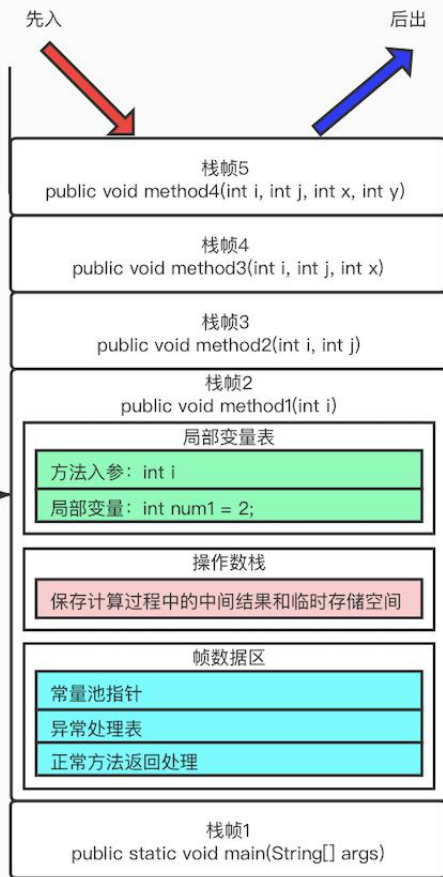 先入
后出
栈帧5
public void method4(int i, int j, int x, int y)
栈帧4
public void method3(int i, int j, int x)
栈帧3
public void method2(int i, int j)
栈帧2
public void method1(int i)
局部变量表
方法入参：int i
局部变量：int num1 = 2;
操作数栈
保存计算过程中的中间结果和临时存储空间
帧数据区
常量池指针
异常处理表
正常方法返回处理
栈帧1
public static void main(String[] args)